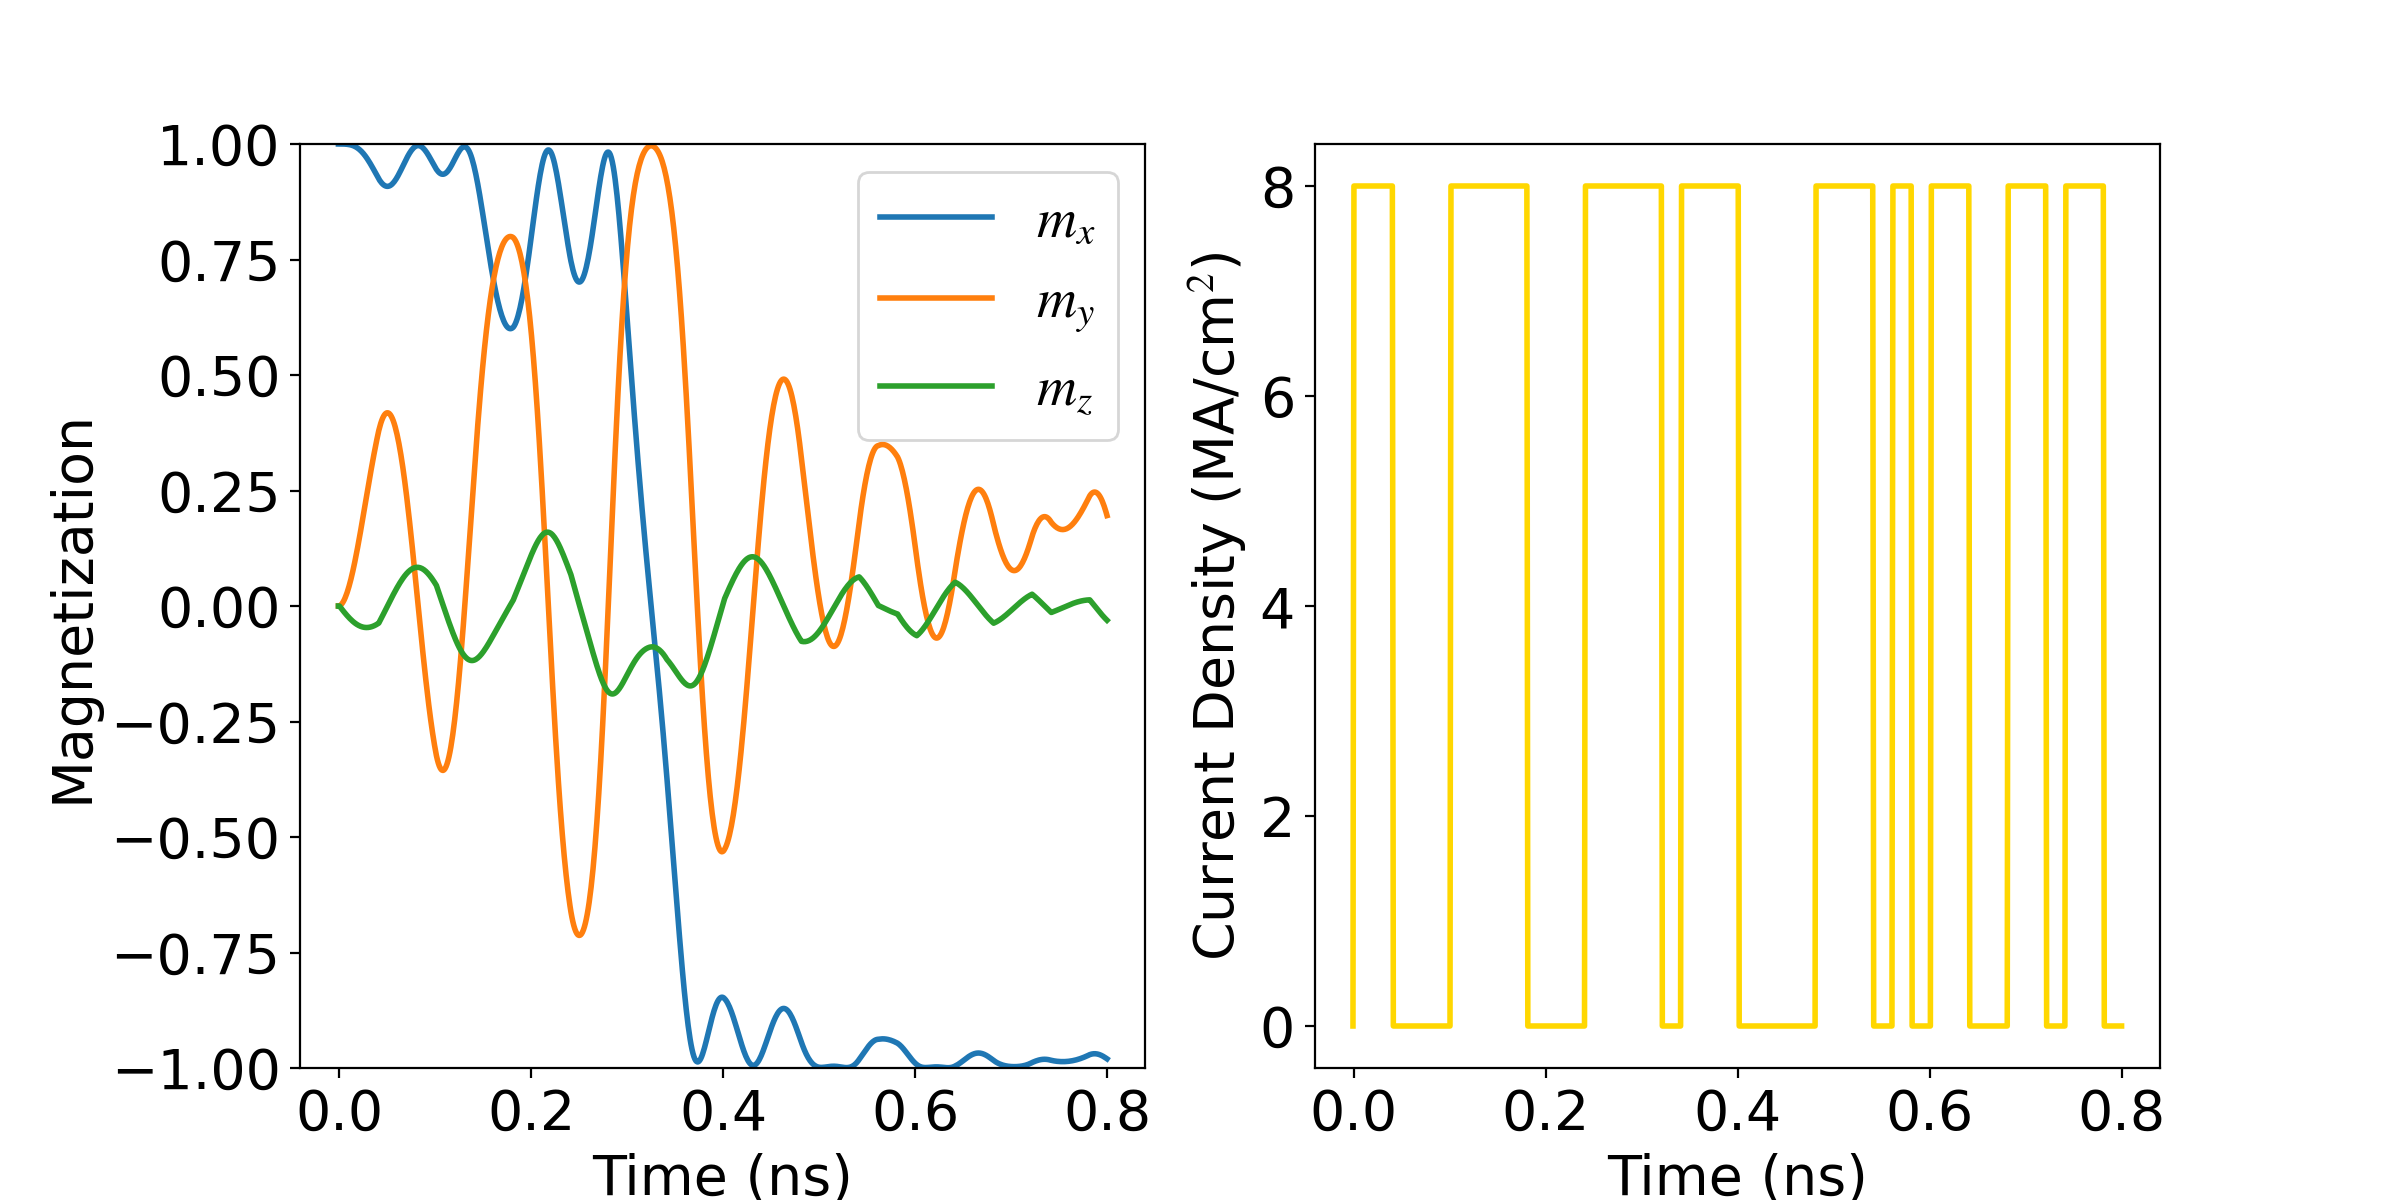 1.00
0.75
0.50
0.25
0.00
−0.25
−0.50
−0.75
−1.00
Magnetization
0.0 0.2 0.4 0.6 0.8
Time (ns)
m_x
m_y
m_z
8
6
4
2
0
Current Density (MA/cm²)
0.0 0.2 0.4 0.6 0.8
Time (ns)